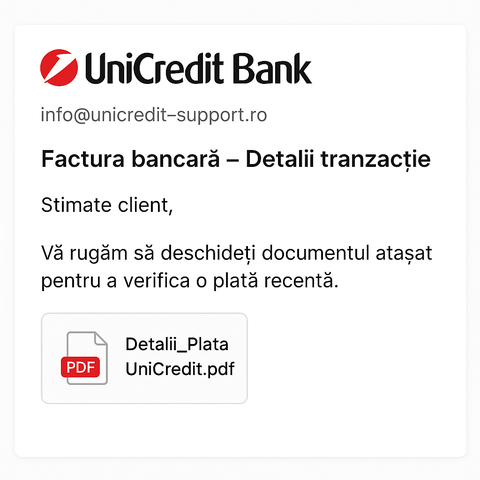 UniCredit Bank
info@unicredit-support.ro
Factura bancară – Detalii tranzacție
Stimate client,
Vă rugăm să deschideți documentul atașat
pentru a verifica o plată recentă.
PDF
Detalii_Plata
UniCredit.pdf